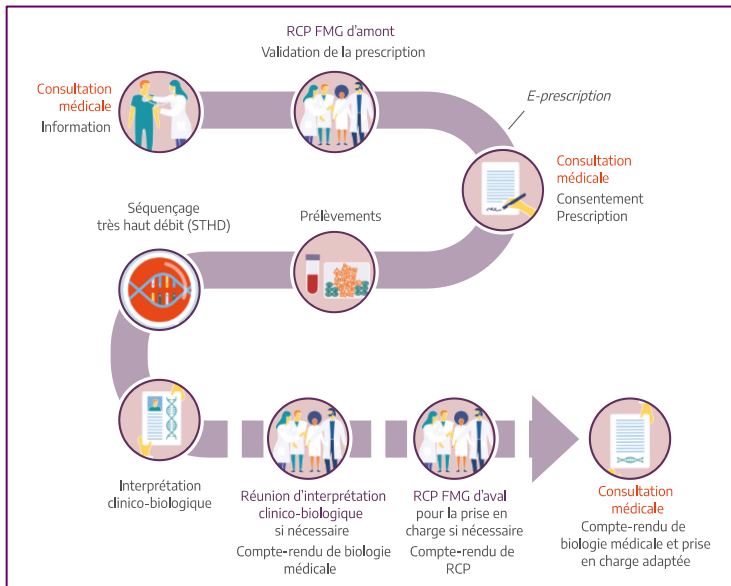 RCP FMG d'amont
Validation de la prescription
Consultation
médicale
Information
E-prescription
Consultation
médicale
Consentement
Prescription
Prélèvements
Séquençage
très haut débit (STHD)
Interprétation
clinico-biologique
Réunion d'interprétation
clinico-biologique
si nécessaire
Compte-rendu de biologie
médicale
RCP FMG d'aval
pour la prise en
charge si nécessaire
Compte-rendu de
RCP
Consultation
médicale
Compte-rendu de
biologie médicale et prise
en charge adaptée